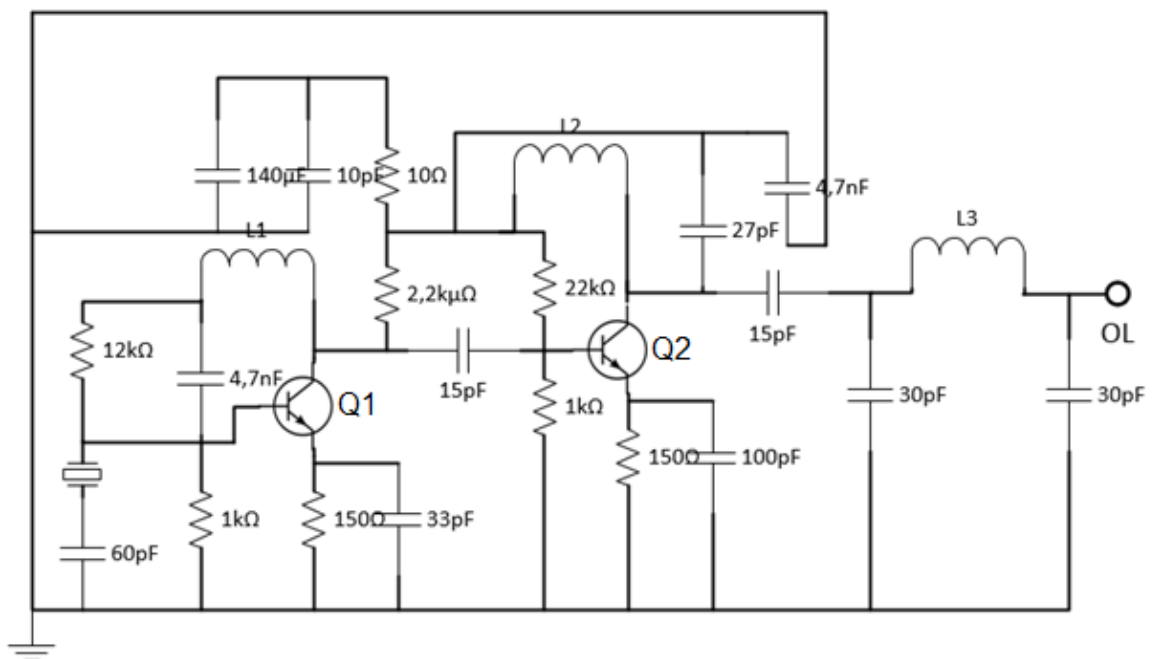 L2
140µF
10pF
10Ω
4,7nF
L1
27pF
L3
2,2kµΩ
22kΩ
15pF
OL
12kΩ
4,7nF
Q1
15pF
Q2
1kΩ
30pF
30pF
150Ω
100pF
1kΩ
150Ω
33pF
60pF